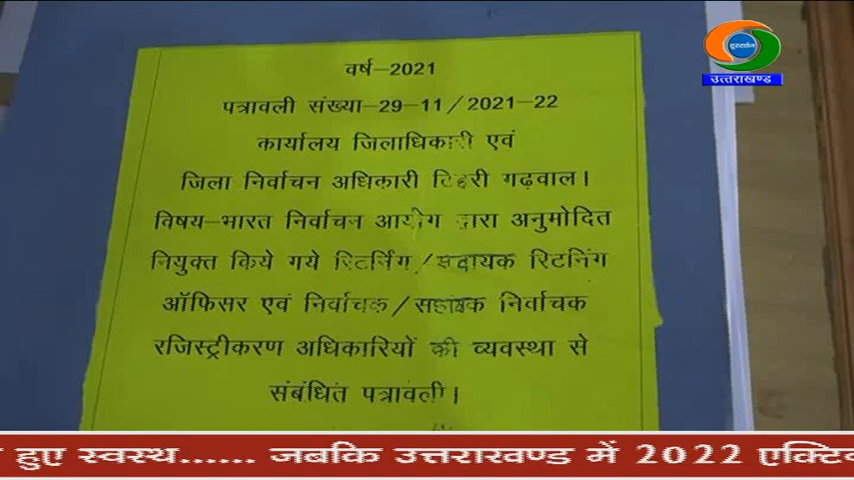 दूरदर्शन
उत्तराखण्ड
वर्ष–2021
पत्रावली संख्या–29–11/2021–22
कार्यालय जिलाधिकारी एवं
जिला निर्वाचन अधिकारी टिहरी गढ़वाल।
विषय–भारत निर्वाचन आयोग द्वारा अनुमोदित
नियुक्त किये गये रिटर्निंग/सहायक रिटनिंग
ऑफिसर एवं निर्वाचक/सहायक निर्वाचक
रजिस्ट्रीकरण अधिकारियों की व्यवस्था से
संबंधित पत्रावली।
हुए स्वस्थ...... जबकि उत्तराखण्ड में 2022